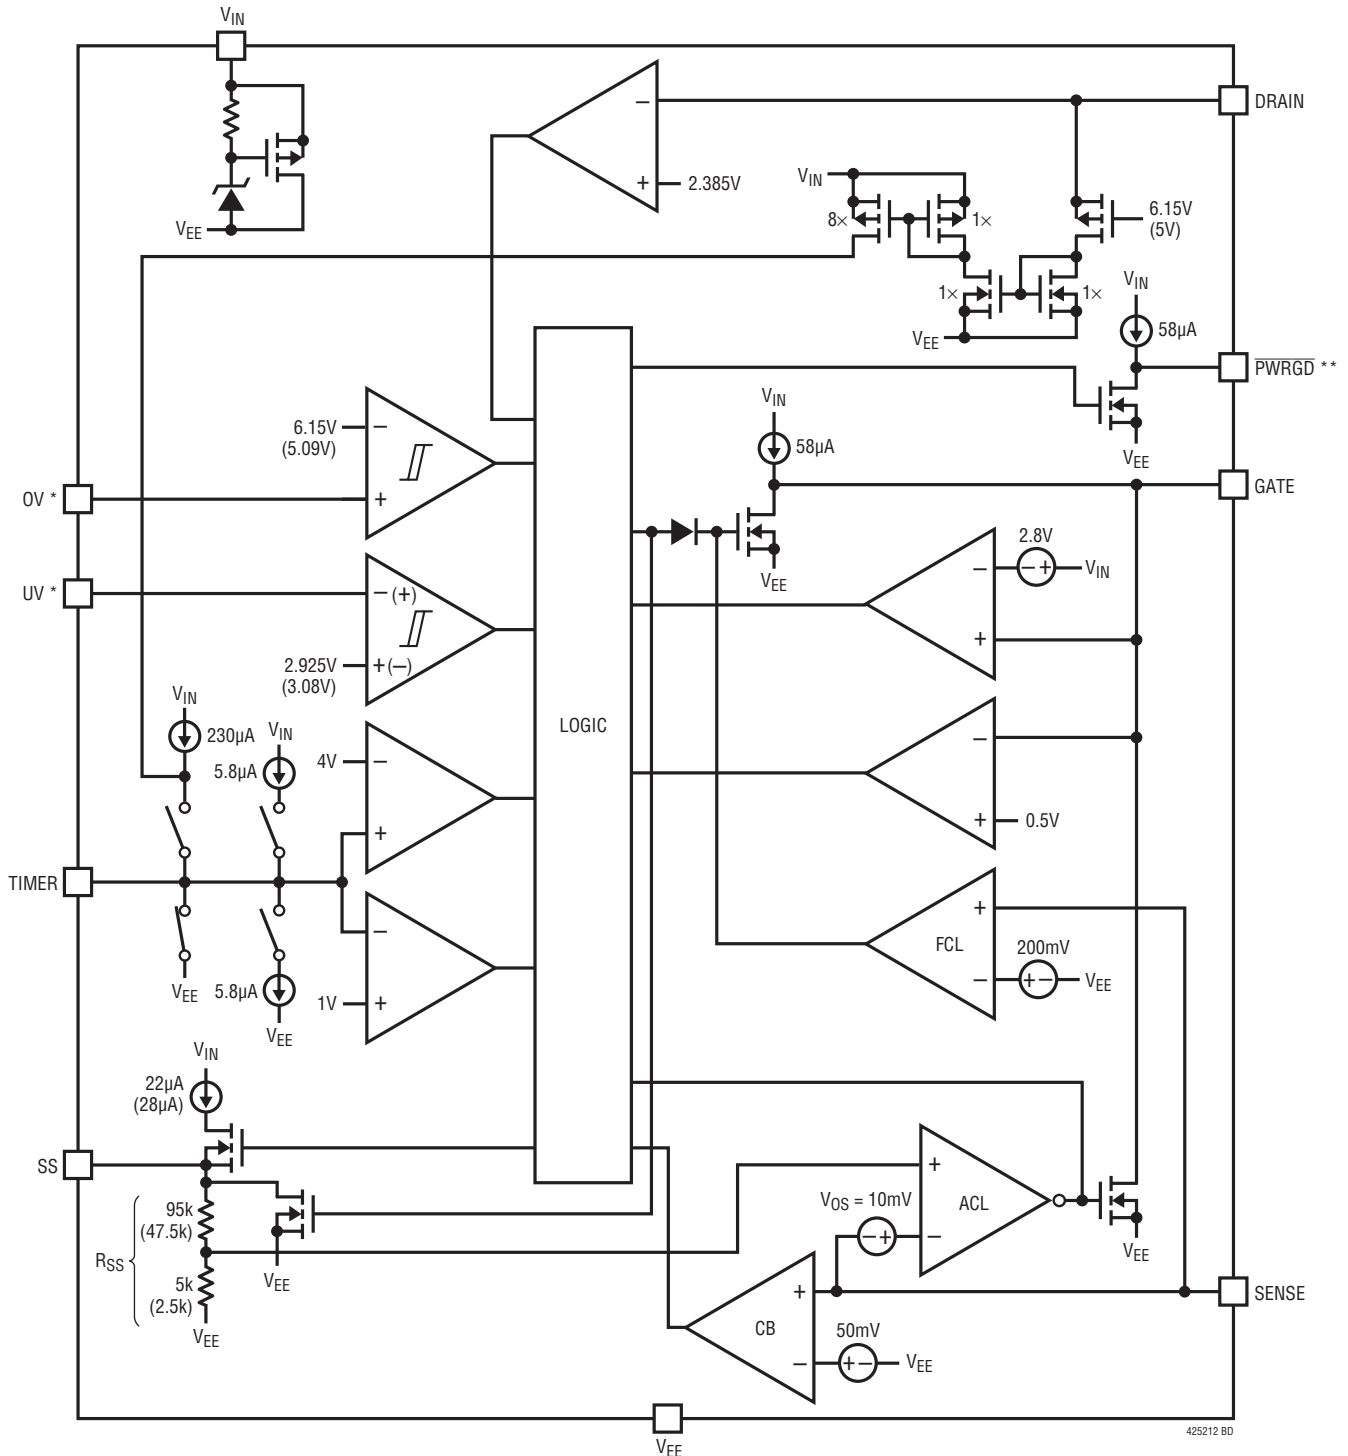 VIN
DRAIN
−
+
2.385V
VIN
8×
1×
6.15V
(5V)
VEE
1×
1×
VIN
58µA
VEE
PWRGD **
VEE
6.15V
(5.09V)
−
+
OV *
VIN
58µA
VEE
GATE
UV *
− (+)
2.925V
(3.08V)
+ (−)
2.8V
− +
VIN
−
+
LOGIC
VIN
230µA
VIN
5.8µA
4V
−
+
−
+
0.5V
TIMER
VEE
5.8µA
VEE
−
1V
+
+
FCL
−
200mV
+ −
VEE
VIN
22µA
(28µA)
SS
95k
(47.5k)
RSS
5k
(2.5k)
VEE
VEE
VOS = 10mV
− +
+
ACL
−
VEE
SENSE
+
CB
−
50mV
+ −
VEE
VEE
425212 BD